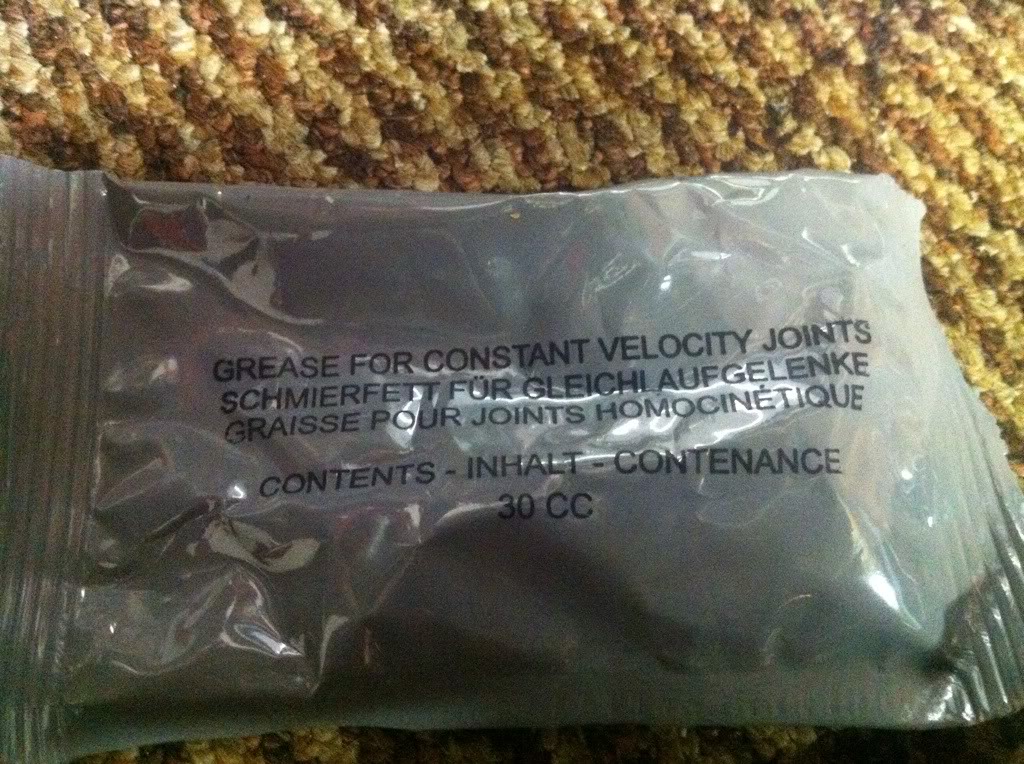 GREASE FOR CONSTANT VELOCITY JOINTS
SCHMIERFETT FÜR GLEICHLAUFGELENKE
GRAISSE POUR JOINTS HOMOCINÉTIQUE
CONTENTS - INHALT - CONTENANCE
30 CC